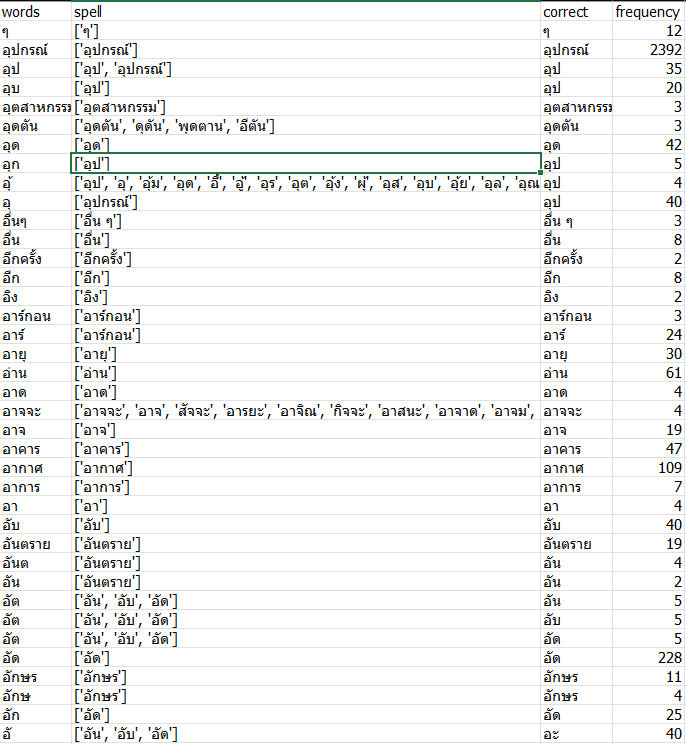 words spell correct frequency
ๆ ['ๆ'] ๆ 12
อุปกรณ์ ['อุปกรณ์'] อุปกรณ์ 2392
อุป ['อุป', 'อุปกรณ์'] อุป 35
อุบ ['อุป'] อุป 20
อุตสาหกรรม ['อุตสาหกรรม'] อุตสาหกรรม 3
อุดตัน ['อุดตัน', 'ดุดัน', 'พุดตาน', 'อีตัน'] อุดตัน 3
อุด ['อุด'] อุด 42
อุก ['อุป'] อุป 5
อุ้ ['อุป', 'อุ', 'อุ้ม', 'อุด', 'อี้', 'อู้', 'อุร', 'อุต', 'อุ้ง', 'ผุ้', 'อุส', 'อุบ', 'อุ้ย', 'อุล', 'อุณ อุป 4
อุ ['อุปกรณ์'] อุป 40
อื่นๆ ['อื่น ๆ'] อื่น ๆ 3
อื่น ['อื่น'] อื่น 8
อีกครั้ง ['อีกครั้ง'] อีกครั้ง 2
อีก ['อีก'] อีก 8
อิง ['อิง'] อิง 2
อาร์กอน ['อาร์กอน'] อาร์กอน 3
อาร์ ['อาร์กอน'] อาร์ 24
อายุ ['อายุ'] อายุ 30
อ่าน ['อ่าน'] อ่าน 61
อาด ['อาด'] อาด 4
อาจจะ ['อาจจะ', 'อาจ', 'สัจจะ', 'อารยะ', 'อาจิณ', 'กิจจะ', 'อาสนะ', 'อาจาด', 'อาจม', อาจจะ 4
อาจ ['อาจ'] อาจ 19
อาคาร ['อาคาร'] อาคาร 47
อากาศ ['อากาศ'] อากาศ 109
อาการ ['อาการ'] อาการ 7
อา ['อา'] อา 4
อับ ['อับ'] อับ 40
อันตราย ['อันตราย'] อันตราย 19
อันต ['อันตราย'] อัน 4
อัน ['อันตราย'] อัน 2
อัต ['อัน', 'อับ', 'อัด'] อัน 5
อัต ['อัน', 'อับ', 'อัด'] อับ 5
อัต ['อัน', 'อับ', 'อัด'] อัด 5
อัด ['อัด'] อัด 228
อักษร ['อักษร'] อักษร 11
อักษ ['อักษร'] อักษร 4
อัก ['อัด'] อัด 25
อั ['อัน', 'อับ', 'อัด'] อะ 40